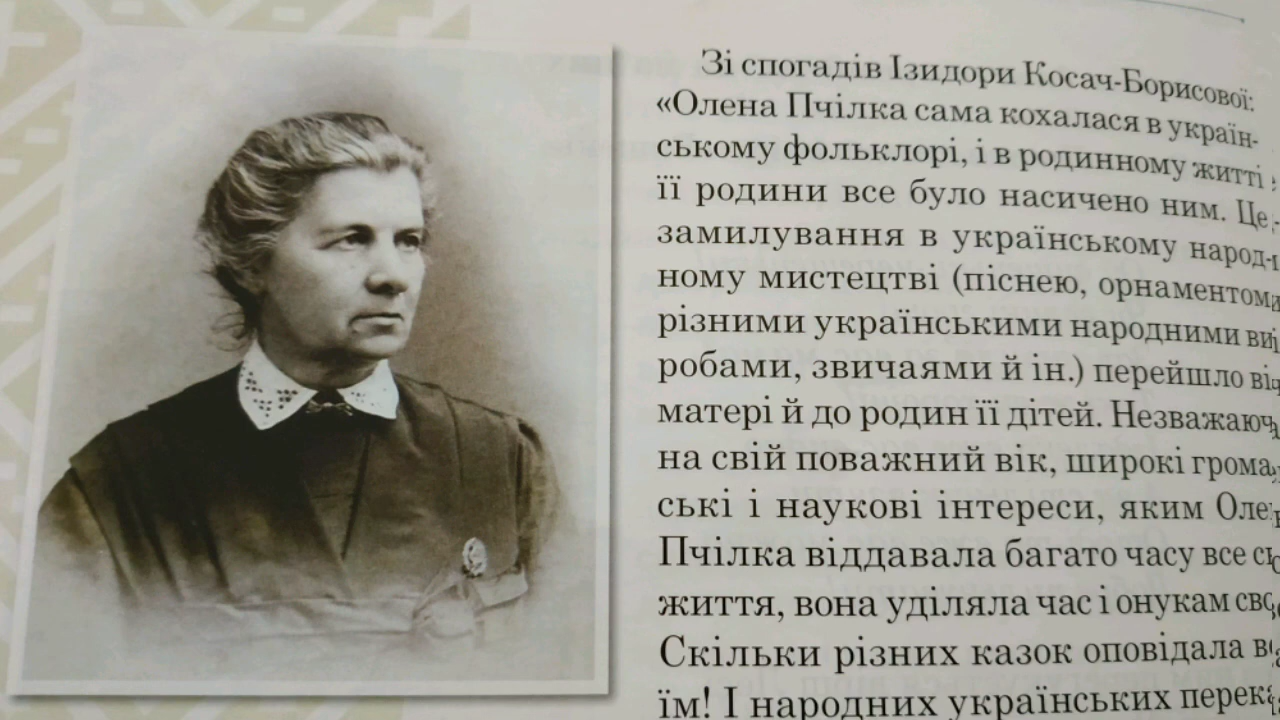 Зі спогадів Ізидори Косач-Борисової:
«Олена Пчілка сама кохалася в україн-
ському фольклорі, і в родинному житті
її родини все було насичено ним. Це
замилування в українському народ-
ному мистецтві (піснею, орнаментом
різними українськими народними ви
робами, звичаями й ін.) перейшло
матері й до родин її дітей.
на свій поважний вік, широкі
ські і наукові інтереси, яким
Пчілка віддавала багато часу все
життя, вона уділяла час і онукам
Скільки різних казок оповідала
їм! І народних українських